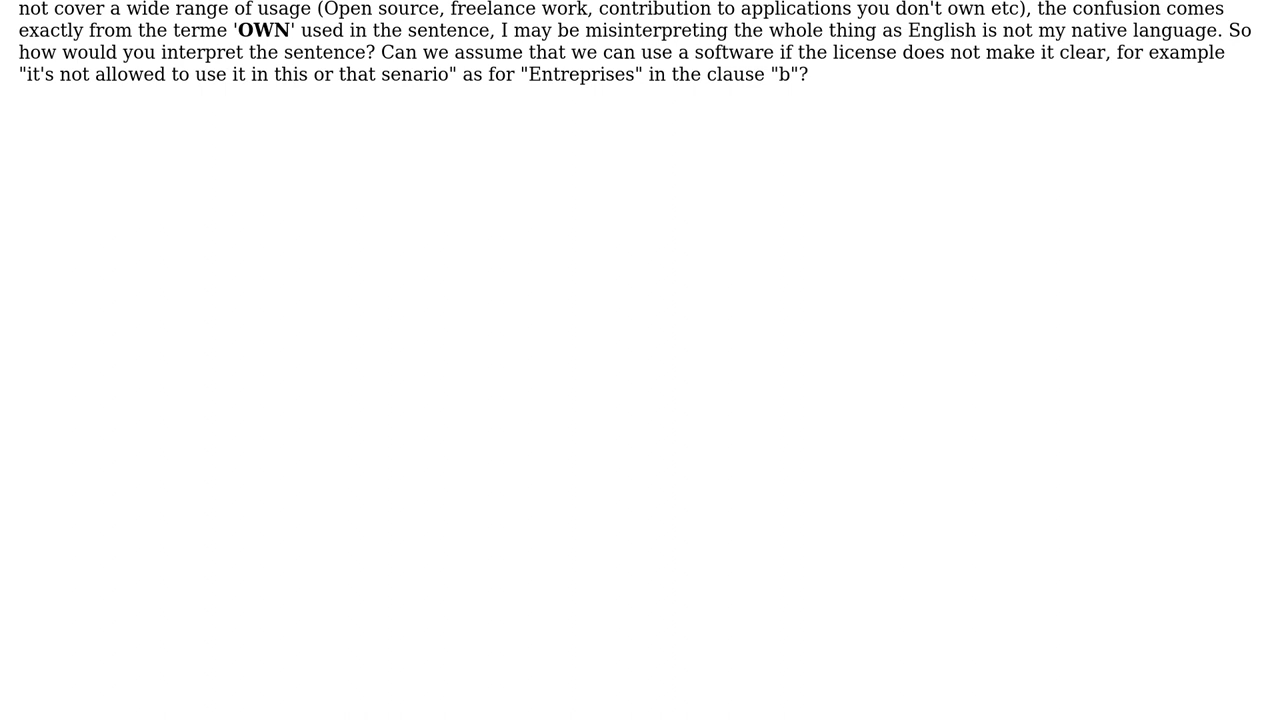 not cover a wide range of usage (Open source, freelance work, contribution to applications you don't own etc), the confusion comes
exactly from the terme 'OWN' used in the sentence, I may be misinterpreting the whole thing as English is not my native language. So
how would you interpret the sentence? Can we assume that we can use a software if the license does not make it clear, for example
"it's not allowed to use it in this or that senario" as for "Entreprises" in the clause "b"?